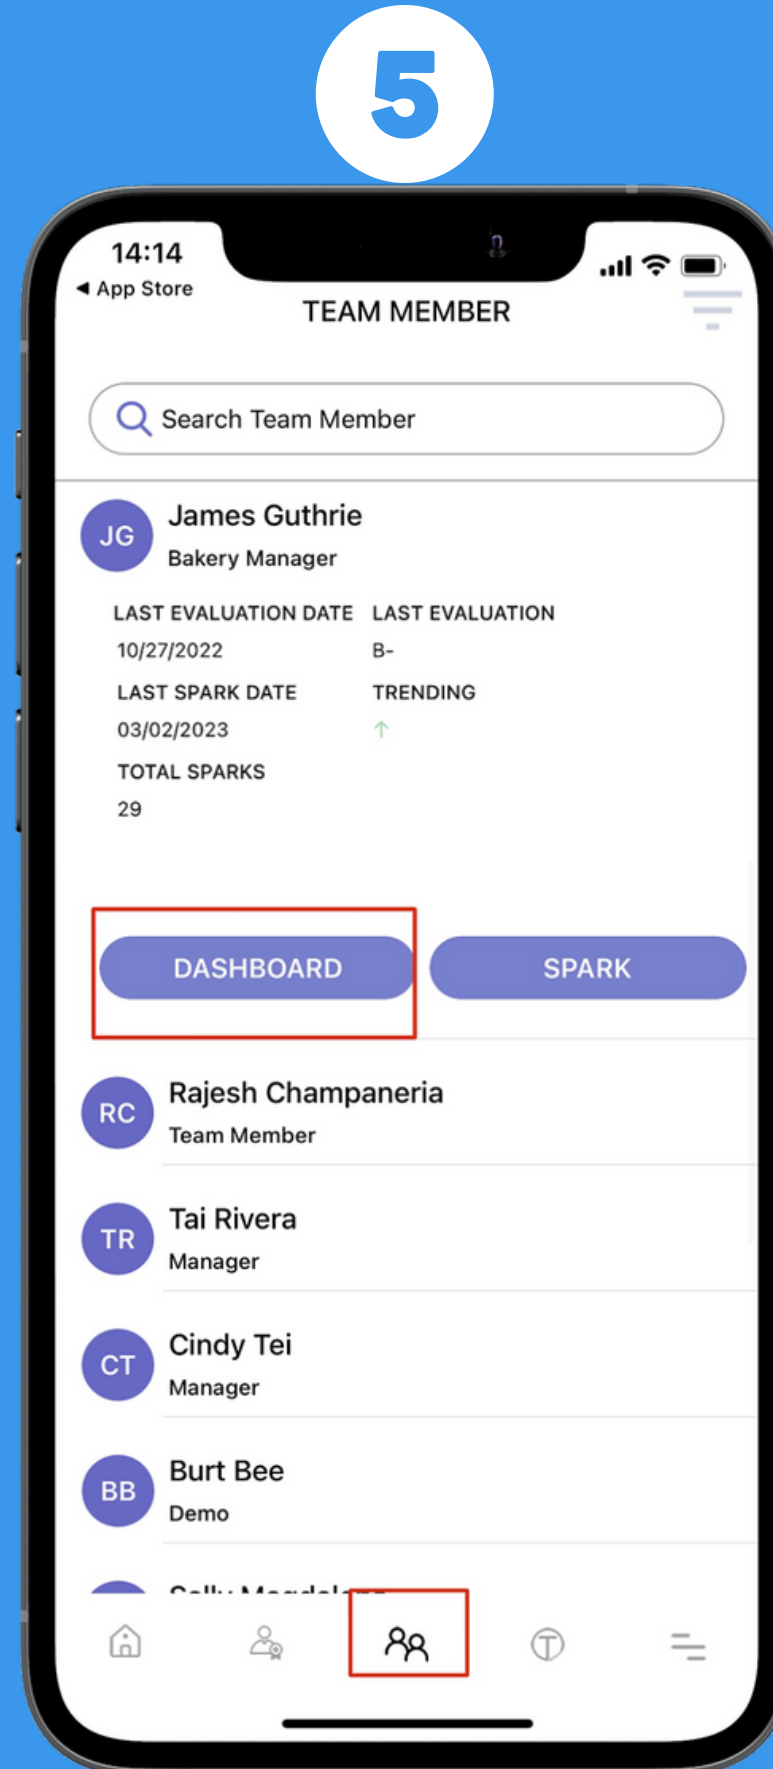 5
14:14
◀ App Store
TEAM MEMBER
Search Team Member
JG
James Guthrie
Bakery Manager
LAST EVALUATION DATE LAST EVALUATION
10/27/2022 B-
LAST SPARK DATE TRENDING
03/02/2023 ↑
TOTAL SPARKS
29
DASHBOARD SPARK
RC
Rajesh Champaneria
Team Member
TR
Tai Rivera
Manager
CT
Cindy Tei
Manager
BB
Burt Bee
Demo
T